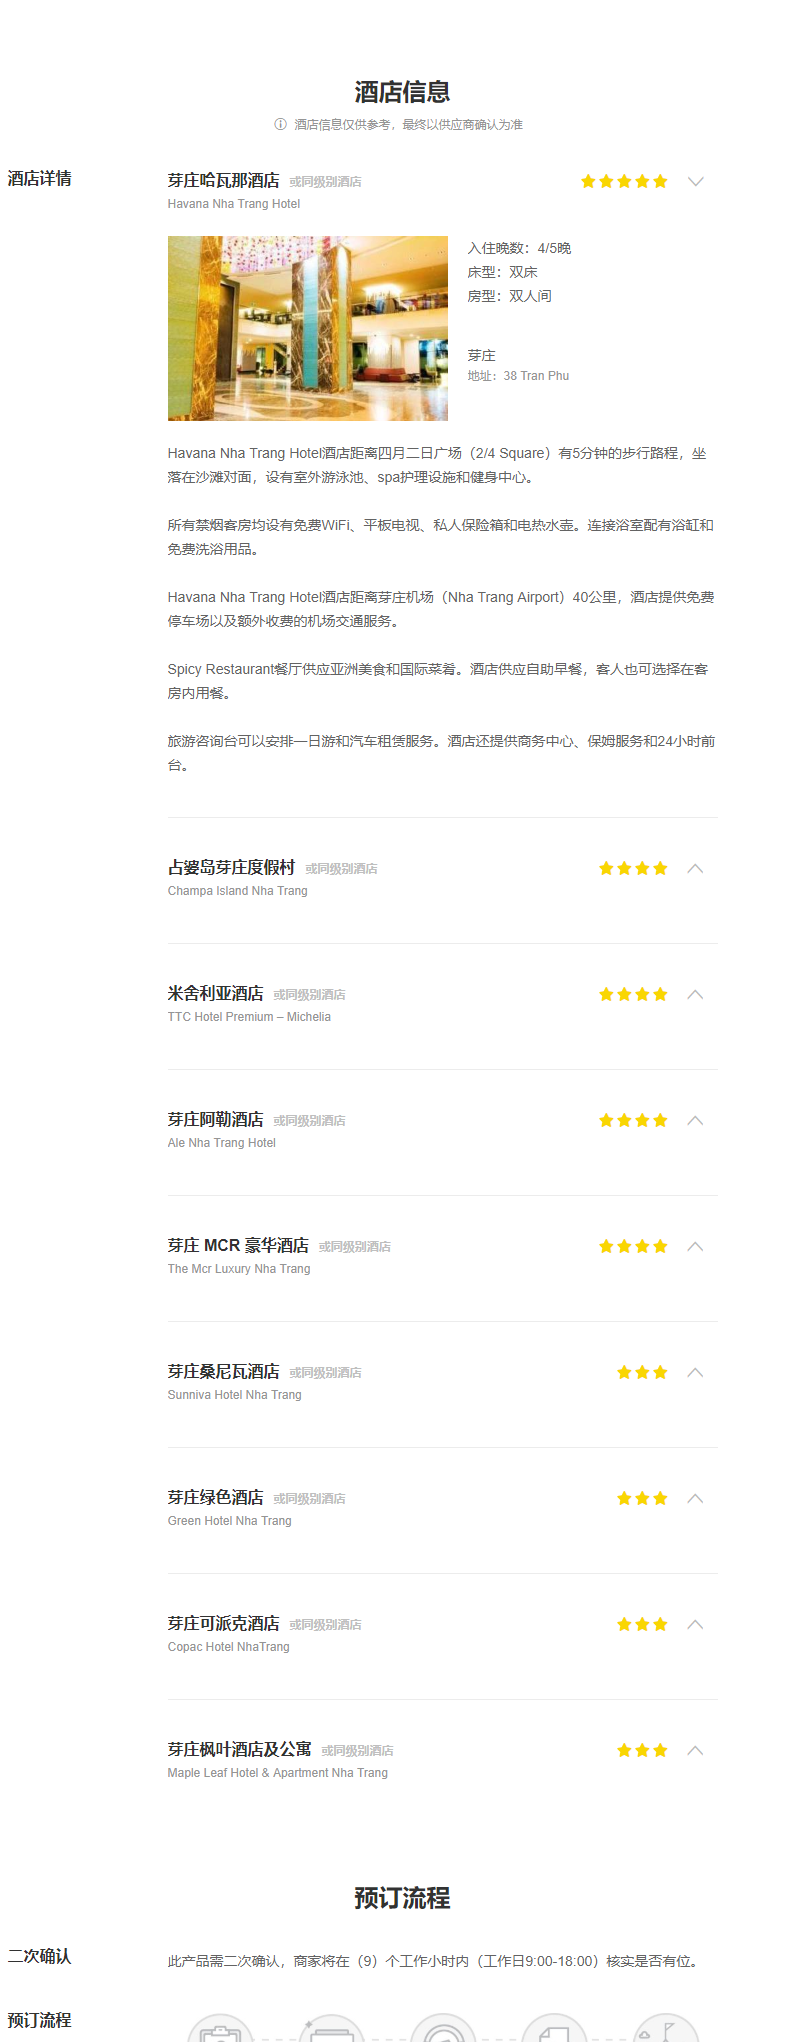 酒店信息
酒店信息仅供参考，最终以供应商确认为准
酒店详情
芽庄哈瓦那酒店 或同级别酒店
Havana Nha Trang Hotel
入住晚数：4/5晚
床型：双床
房型：双人间
芽庄
地址：38 Tran Phu
Havana Nha Trang Hotel酒店距离四月二日广场（2/4 Square）有5分钟的步行路程，坐
落在沙滩对面，设有室外游泳池、spa护理设施和健身中心。
所有禁烟客房均设有免费WiFi、平板电视、私人保险箱和电热水壶。连接浴室配有浴缸和
免费洗浴用品。
Havana Nha Trang Hotel酒店距离芽庄机场（Nha Trang Airport）40公里，酒店提供免费
停车场以及额外收费的机场交通服务。
Spicy Restaurant餐厅供应亚洲美食和国际菜肴。酒店供应自助早餐，客人也可选择在客
房内用餐。
旅游咨询台可以安排一日游和汽车租赁服务。酒店还提供商务中心、保姆服务和24小时前
台。
占婆岛芽庄度假村 或同级别酒店
Champa Island Nha Trang
米舍利亚酒店 或同级别酒店
TTC Hotel Premium – Michelia
芽庄阿勒酒店 或同级别酒店
Ale Nha Trang Hotel
芽庄 MCR 豪华酒店 或同级别酒店
The Mcr Luxury Nha Trang
芽庄桑尼瓦酒店 或同级别酒店
Sunniva Hotel Nha Trang
芽庄绿色酒店 或同级别酒店
Green Hotel Nha Trang
芽庄可派克酒店 或同级别酒店
Copac Hotel NhaTrang
芽庄枫叶酒店及公寓 或同级别酒店
Maple Leaf Hotel & Apartment Nha Trang
预订流程
二次确认
此产品需二次确认，商家将在（9）个工作小时内（工作日9:00-18:00）核实是否有位。
预订流程